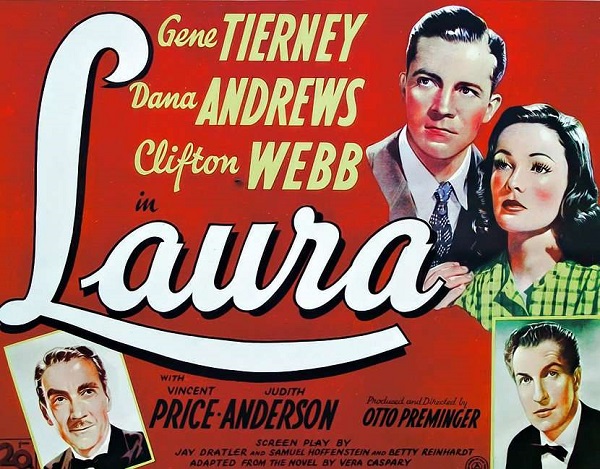 Gene TIERNEY
Dana ANDREWS
Clifton WEBB
in
Laura
WITH
VINCENT PRICE - JUDITH ANDERSON
Produced and Directed by
OTTO PREMINGER
SCREEN PLAY BY
JAY DRATLER AND SAMUEL HOFFENSTEIN AND BETTY REINHARDT
ADAPTED FROM THE NOVEL BY VERA CASPARY
20